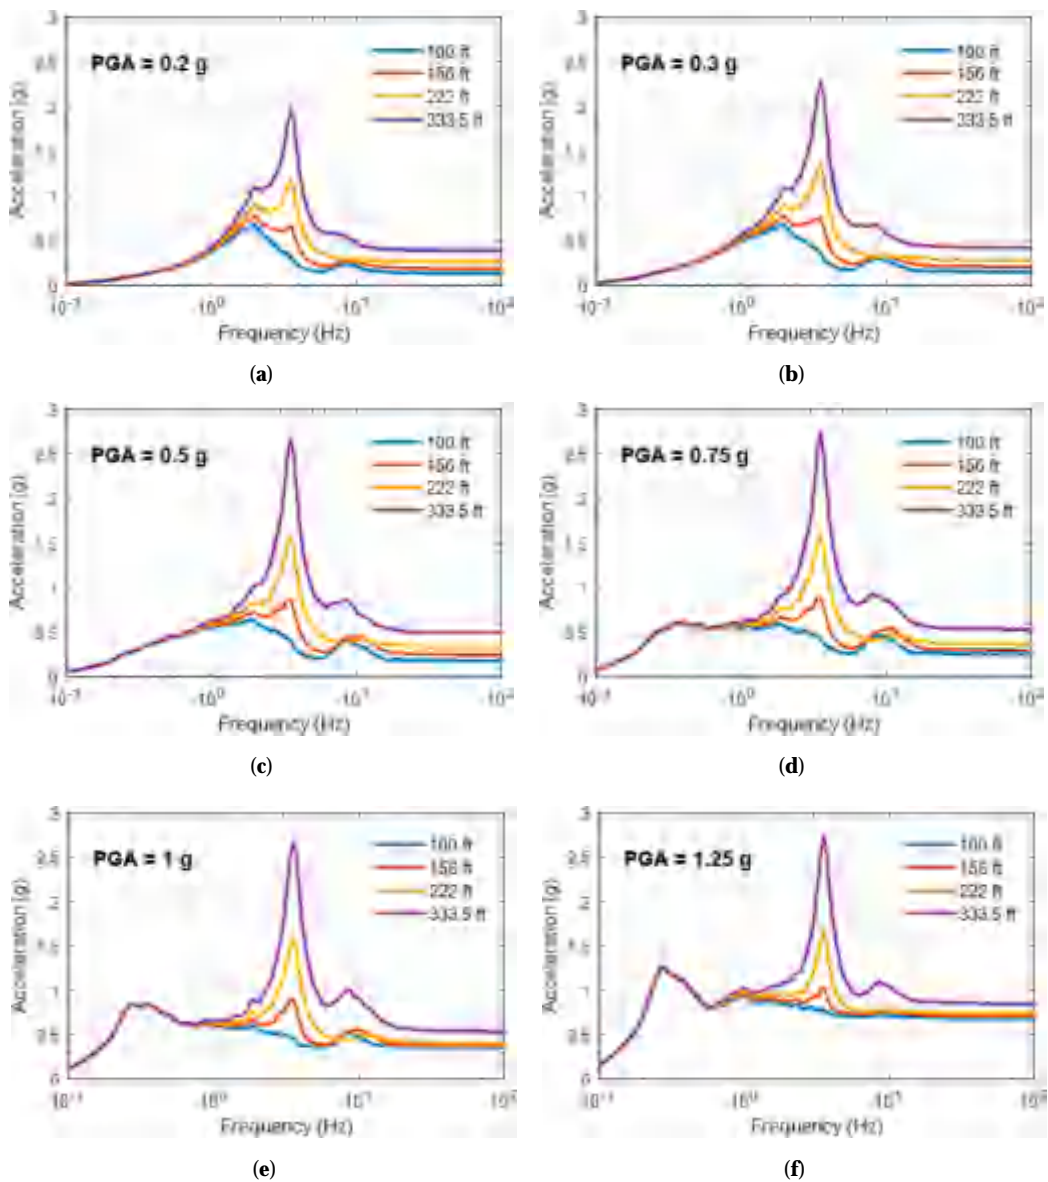 PGA = 0.2 g
100 ft
156 ft
222 ft
333.5 ft
Acceleration (g)
Frequency (Hz)
(a)
PGA = 0.3 g
100 ft
156 ft
222 ft
333.5 ft
Acceleration (g)
Frequency (Hz)
(b)
PGA = 0.5 g
100 ft
156 ft
222 ft
333.5 ft
Acceleration (g)
Frequency (Hz)
(c)
PGA = 0.75 g
100 ft
156 ft
222 ft
333.5 ft
Acceleration (g)
Frequency (Hz)
(d)
PGA = 1 g
100 ft
156 ft
222 ft
333.5 ft
Acceleration (g)
Frequency (Hz)
(e)
PGA = 1.25 g
100 ft
156 ft
222 ft
333.5 ft
Acceleration (g)
Frequency (Hz)
(f)